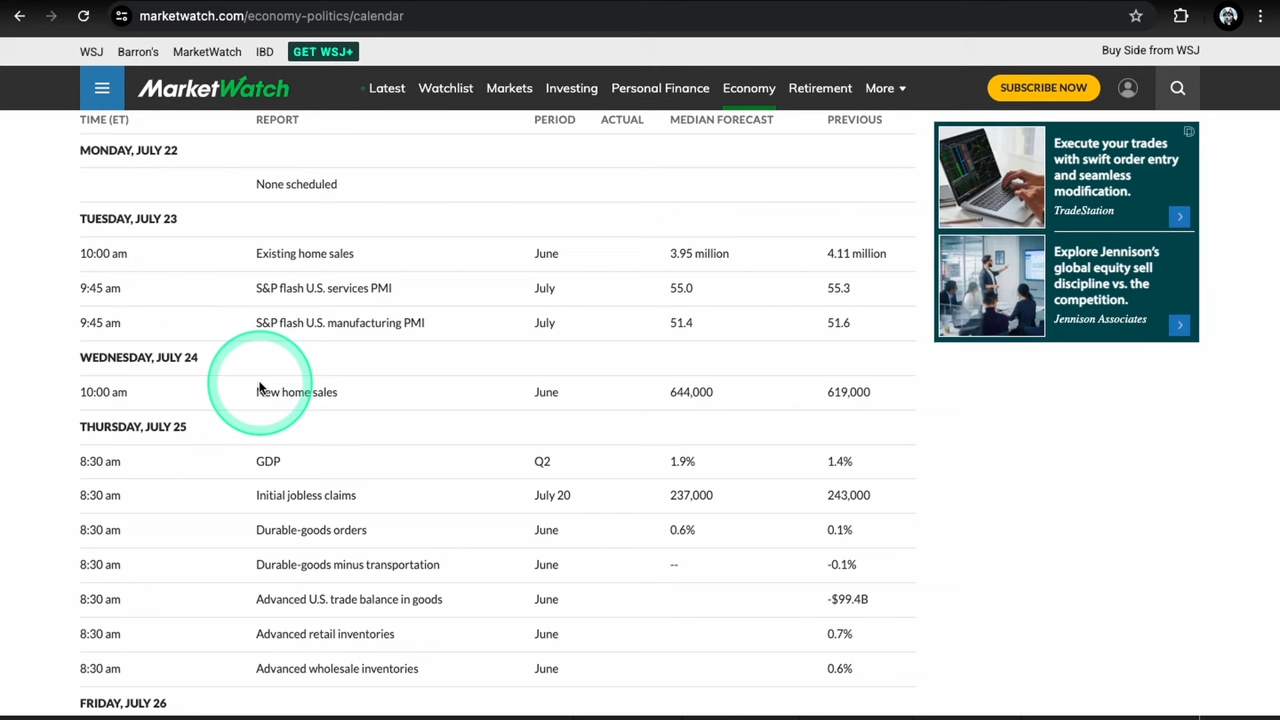 marketwatch.com/economy-politics/calendar
WSJ Barron's MarketWatch IBD GET WSJ+ Buy Side from WSJ
MarketWatch Latest Watchlist Markets Investing Personal Finance Economy Retirement More SUBSCRIBE NOW
TIME (ET) REPORT PERIOD ACTUAL MEDIAN FORECAST PREVIOUS
MONDAY, JULY 22
None scheduled
TUESDAY, JULY 23
10:00 am Existing home sales June 3.95 million 4.11 million
9:45 am S&P flash U.S. services PMI July 55.0 55.3
9:45 am S&P flash U.S. manufacturing PMI July 51.4 51.6
WEDNESDAY, JULY 24
10:00 am New home sales June 644,000 619,000
THURSDAY, JULY 25
8:30 am GDP Q2 1.9% 1.4%
8:30 am Initial jobless claims July 20 237,000 243,000
8:30 am Durable-goods orders June 0.6% 0.1%
8:30 am Durable-goods minus transportation June -- -0.1%
8:30 am Advanced U.S. trade balance in goods June -$99.4B
8:30 am Advanced retail inventories June 0.7%
8:30 am Advanced wholesale inventories June 0.6%
FRIDAY, JULY 26
Execute your trades
with swift order entry
and seamless
modification.
TradeStation
Explore Jennison's
global equity sell
discipline vs. the
competition.
Jennison Associates